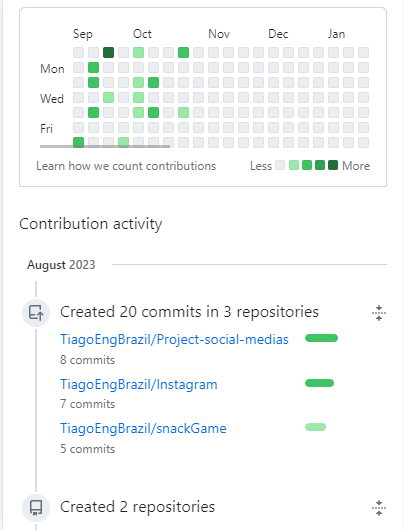 Sep Oct Nov Dec Jan
Mon
Wed
Fri
Learn how we count contributions Less More
Contribution activity
August 2023
Created 20 commits in 3 repositories
TiagoEngBrazil/Project-social-medias
8 commits
TiagoEngBrazil/Instagram
7 commits
TiagoEngBrazil/snackGame
5 commits
Created 2 repositories